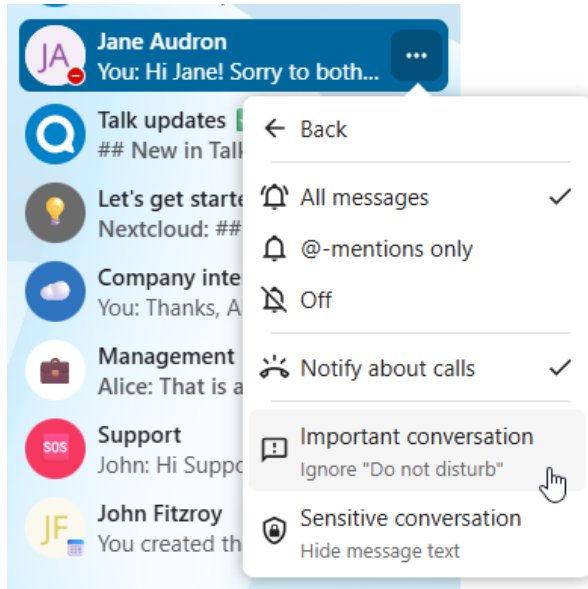 JA
Jane Audron
You: Hi Jane! Sorry to both...
Talk updates
## New in Talk
Let's get starte
Nextcloud: ##
Company inte
You: Thanks, A
Management
Alice: That is a
SOS
Support
John: Hi Suppo
JF
John Fitzroy
You created th
Back
All messages
@-mentions only
Off
Notify about calls
Important conversation
Ignore "Do not disturb"
Sensitive conversation
Hide message text